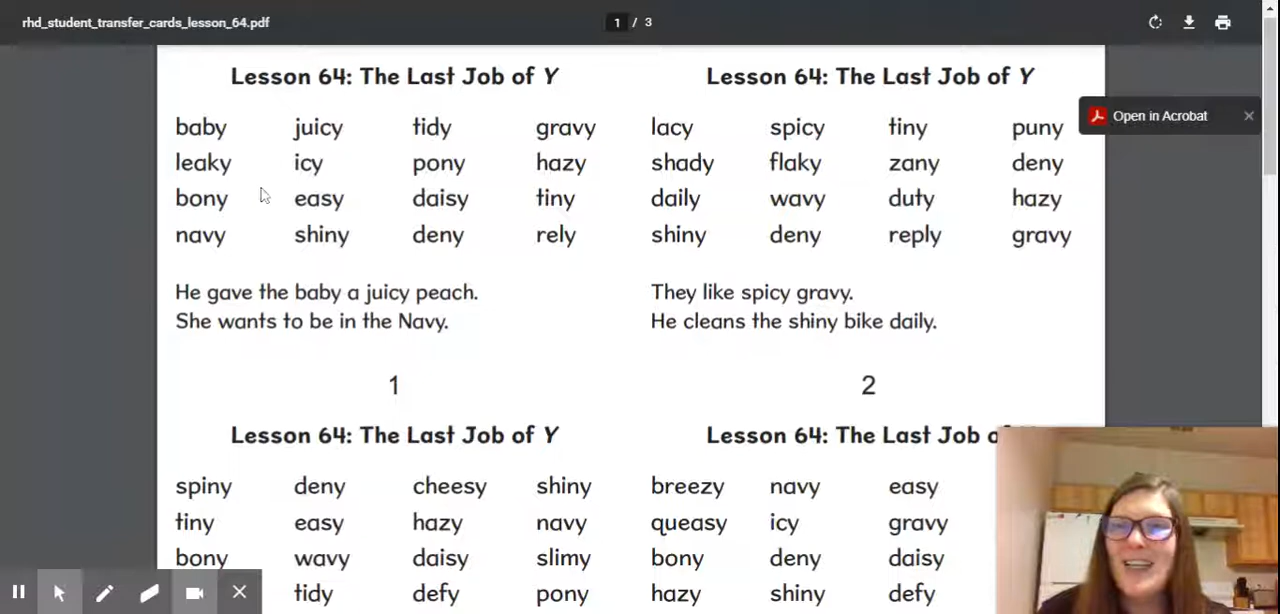 rhd_student_transfer_cards_lesson_64.pdf
1 / 3
Open in Acrobat
Lesson 64: The Last Job of Y
baby juicy tidy gravy
leaky icy pony hazy
bony easy daisy tiny
navy shiny deny rely
He gave the baby a juicy peach.
She wants to be in the Navy.
1
Lesson 64: The Last Job of Y
lacy spicy tiny puny
shady flaky zany deny
daily wavy duty hazy
shiny deny reply gravy
They like spicy gravy.
He cleans the shiny bike daily.
2
Lesson 64: The Last Job of Y
spiny deny cheesy shiny
tiny easy hazy navy
bony wavy daisy slimy
tidy defy pony
Lesson 64: The Last Job o
breezy navy easy
queasy icy gravy
bony deny daisy
hazy shiny defy